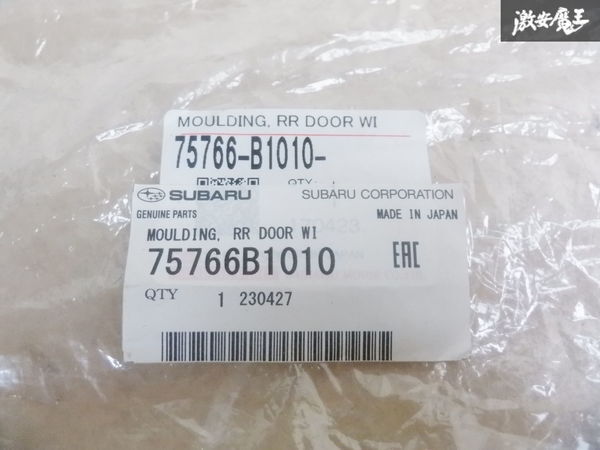 激安魔王
MOULDING, RR DOOR WI
75766-B1010-
QTY
SUBARU SUBARU CORPORATION
GENUINE PARTS MADE IN JAPAN
MOULDING, RR DOOR WI
75766B1010 EAC
QTY 1 230427